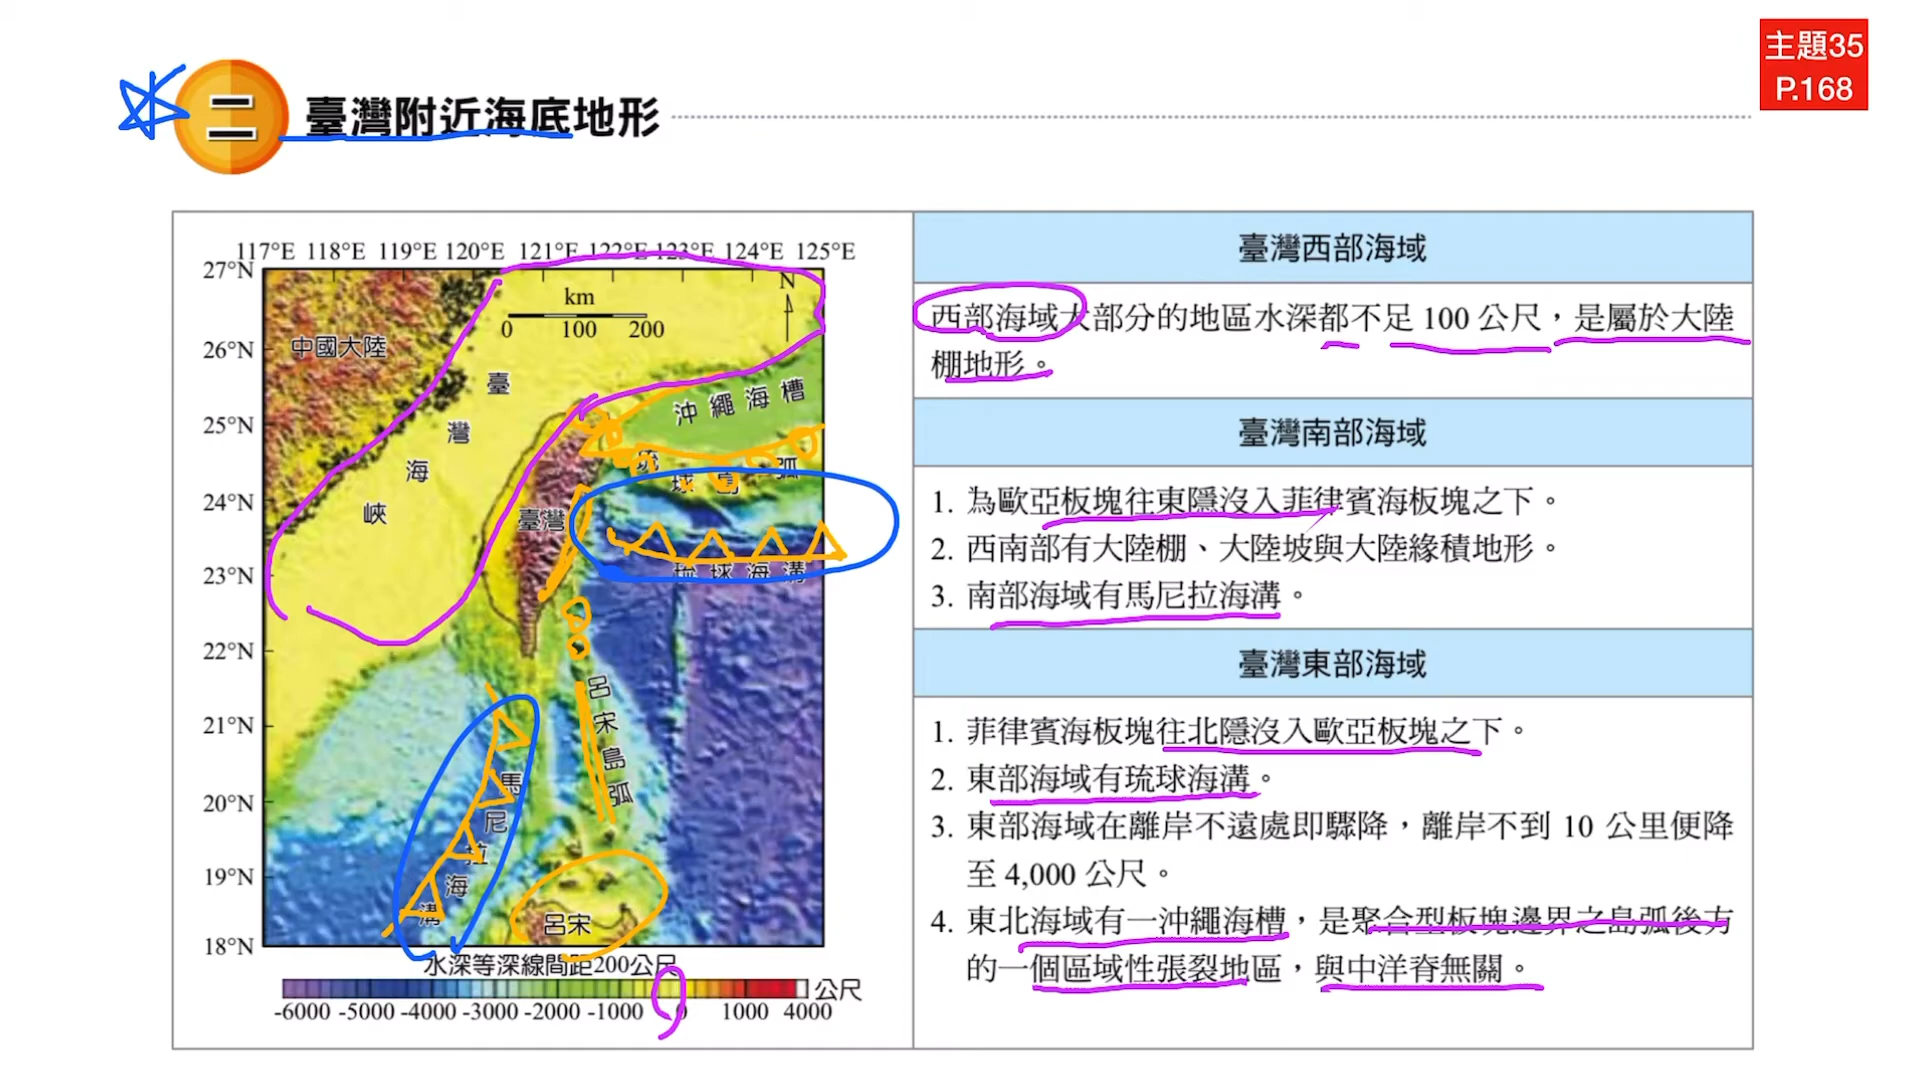 主題35
P.168
二 臺灣附近海底地形
117°E 118°E 119°E 120°E 121°E 122°E 123°E 124°E 125°E
27°N
26°N
25°N
24°N
23°N
22°N
21°N
20°N
19°N
18°N
km
0 100 200
N
中國大陸
臺灣海峽
沖繩海槽
琉球島弧
臺灣
琉球海溝
呂宋島弧
馬尼拉海溝
呂宋
水深等深線間距200公尺
公尺
-6000 -5000 -4000 -3000 -2000 -1000 0 1000 4000
臺灣西部海域
西部海域大部分的地區水深都不足 100 公尺,是屬於大陸
棚地形。
臺灣南部海域
1. 為歐亞板塊往東隱沒入菲律賓海板塊之下。
2. 西南部有大陸棚、大陸坡與大陸緣積地形。
3. 南部海域有馬尼拉海溝。
臺灣東部海域
1. 菲律賓海板塊往北隱沒入歐亞板塊之下。
2. 東部海域有琉球海溝。
3. 東部海域在離岸不遠處即驟降,離岸不到 10 公里便降
至 4,000 公尺。
4. 東北海域有一沖繩海槽,是聚合型板塊邊界之島弧後方
的一個區域性張裂地區,與中洋脊無關。